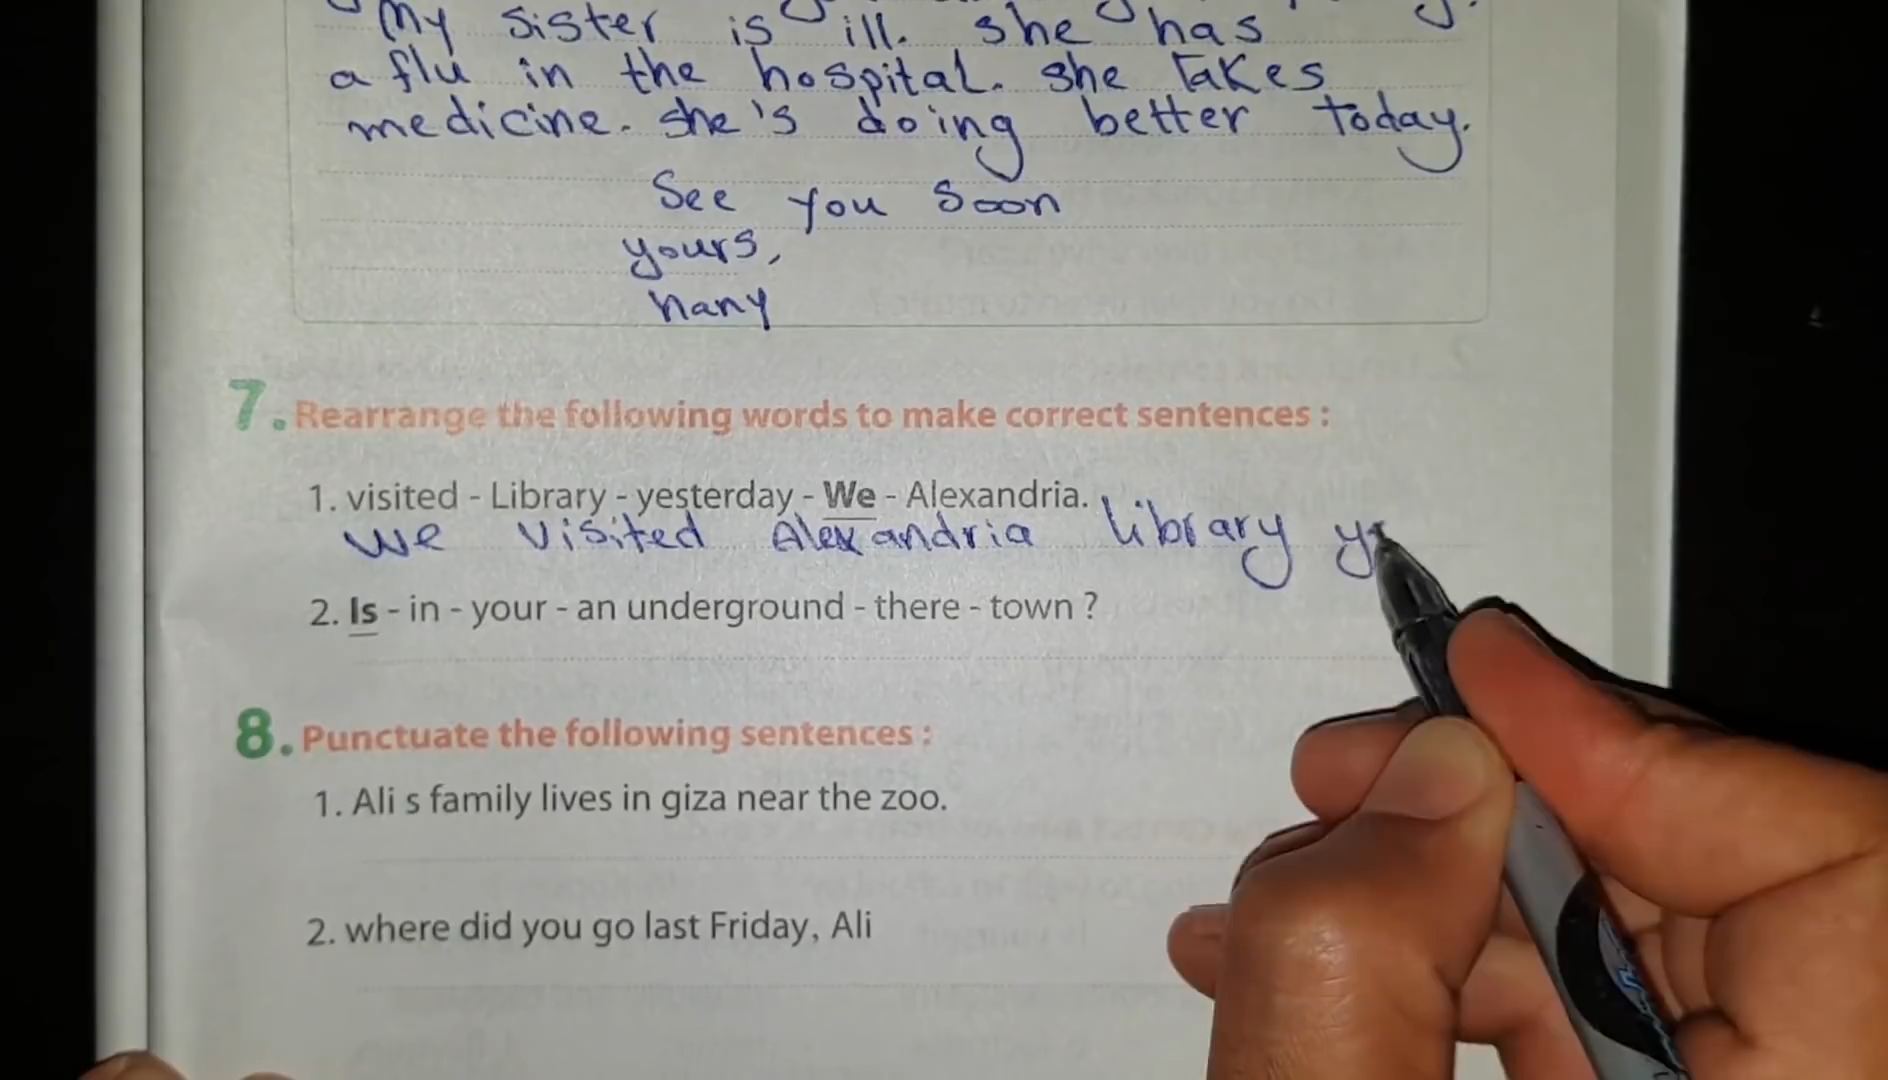 My sister is ill. She has
a flu in the hospital. She Takes
medicine. she's doing better today.
See you Soon
yours,
hany
7. Rearrange the following words to make correct sentences :
1. visited - Library - yesterday - We - Alexandria.
we visited Alexandria library y
2. Is - in - your - an underground - there - town ?
8. Punctuate the following sentences :
1. Ali s family lives in giza near the zoo.
2. where did you go last Friday, Ali